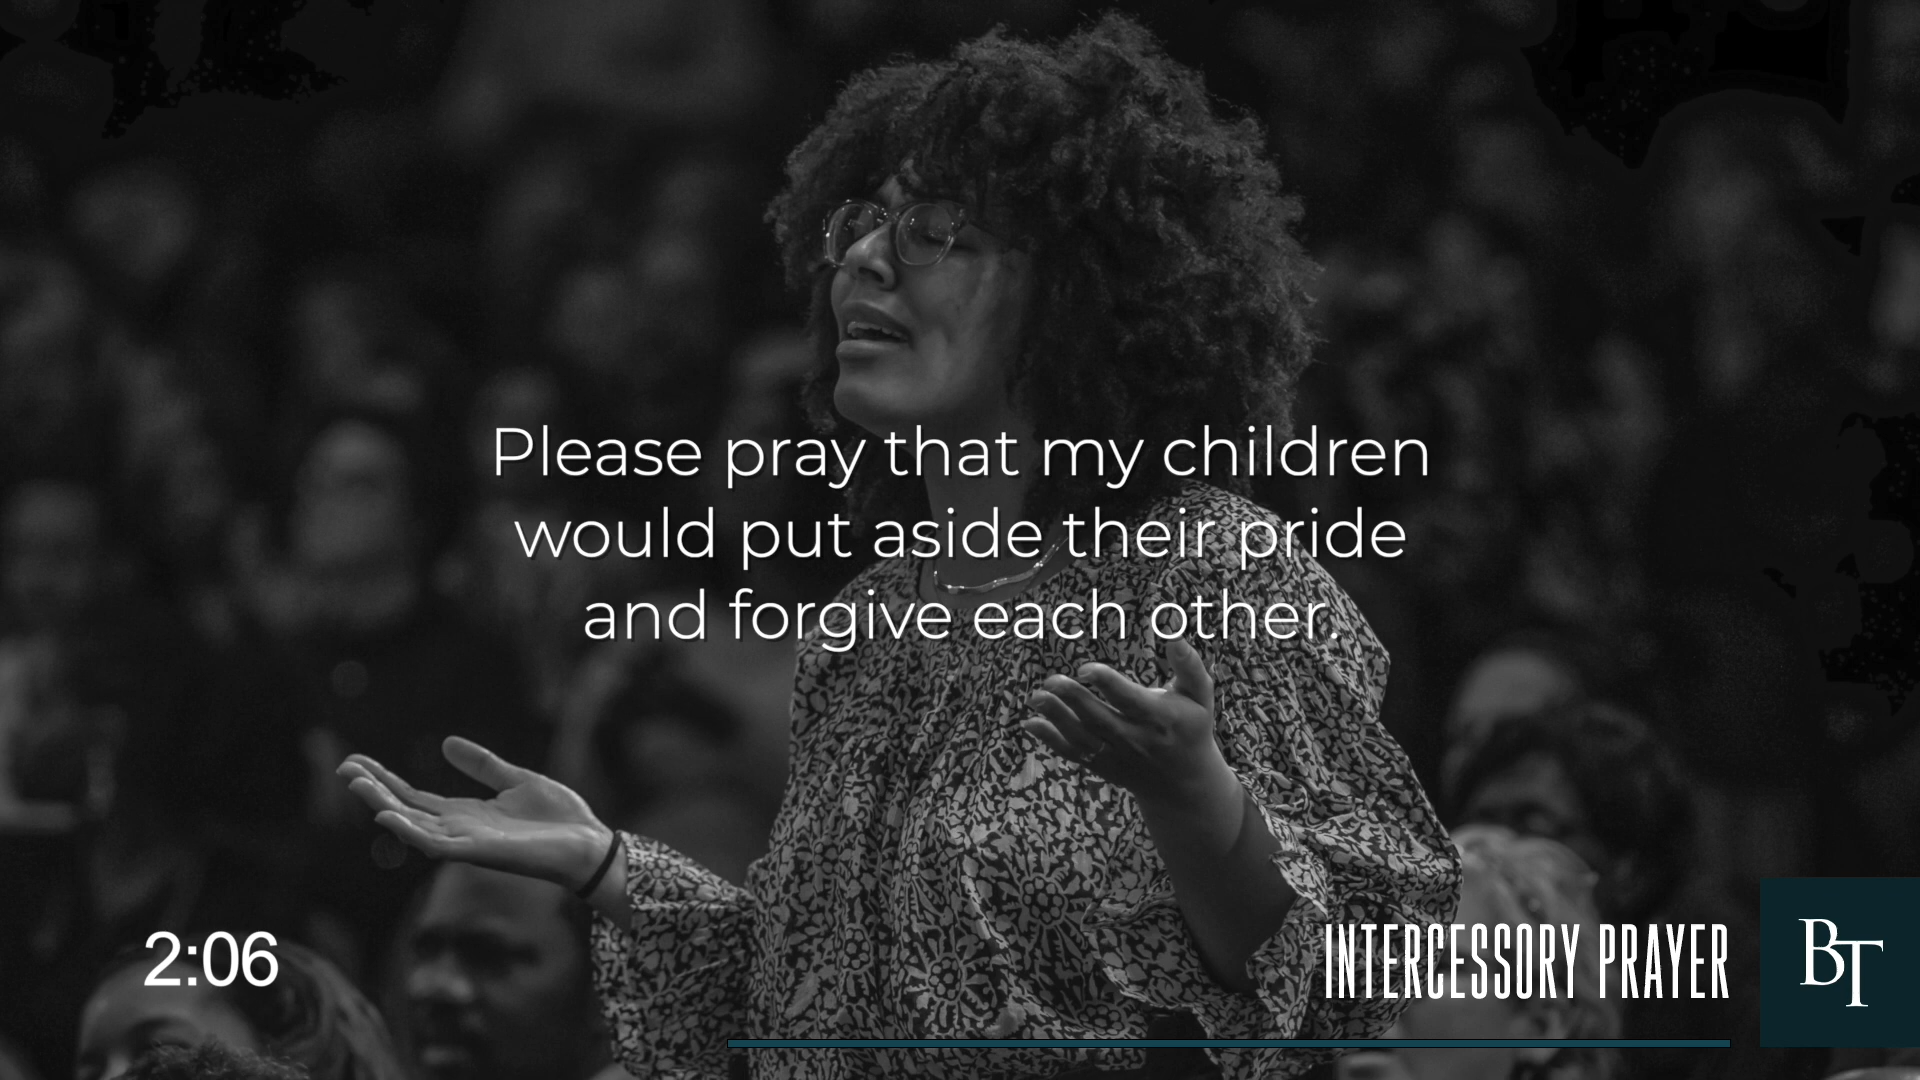 Please pray that my children
would put aside their pride
and forgive each other.
2:06
INTERCESSORY PRAYER
BT